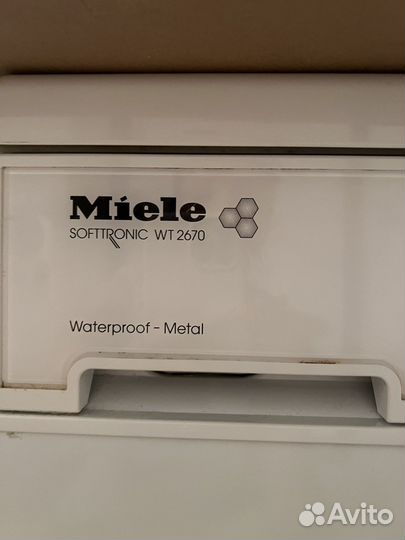 Miele
SOFTTRONIC WT 2670
Waterproof - Metal
Avito